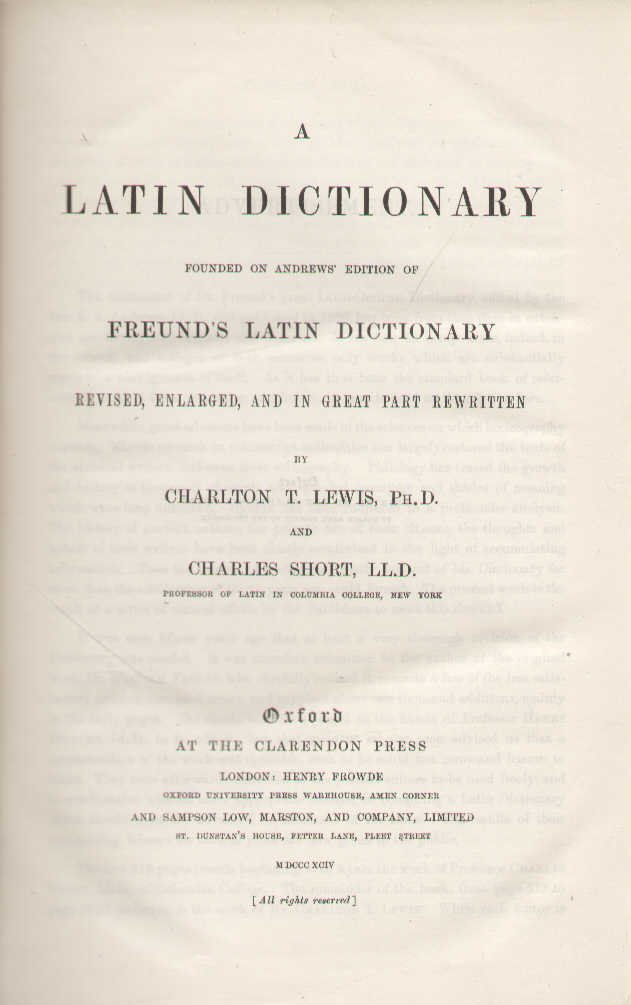 A
LATIN DICTIONARY
FOUNDED ON ANDREWS' EDITION OF
FREUND'S LATIN DICTIONARY
REVISED, ENLARGED, AND IN GREAT PART REWRITTEN
BY
CHARLTON T. LEWIS, PH.D.
AND
CHARLES SHORT, LL.D.
PROFESSOR OF LATIN IN COLUMBIA COLLEGE, NEW YORK
Oxford
AT THE CLARENDON PRESS
LONDON: HENRY FROWDE
OXFORD UNIVERSITY PRESS WAREHOUSE, AMEN CORNER
AND SAMPSON LOW, MARSTON, AND COMPANY, LIMITED
ST. DUNSTAN'S HOUSE, FETTER LANE, FLEET STREET
MDCCCXCIV
[All rights reserved]